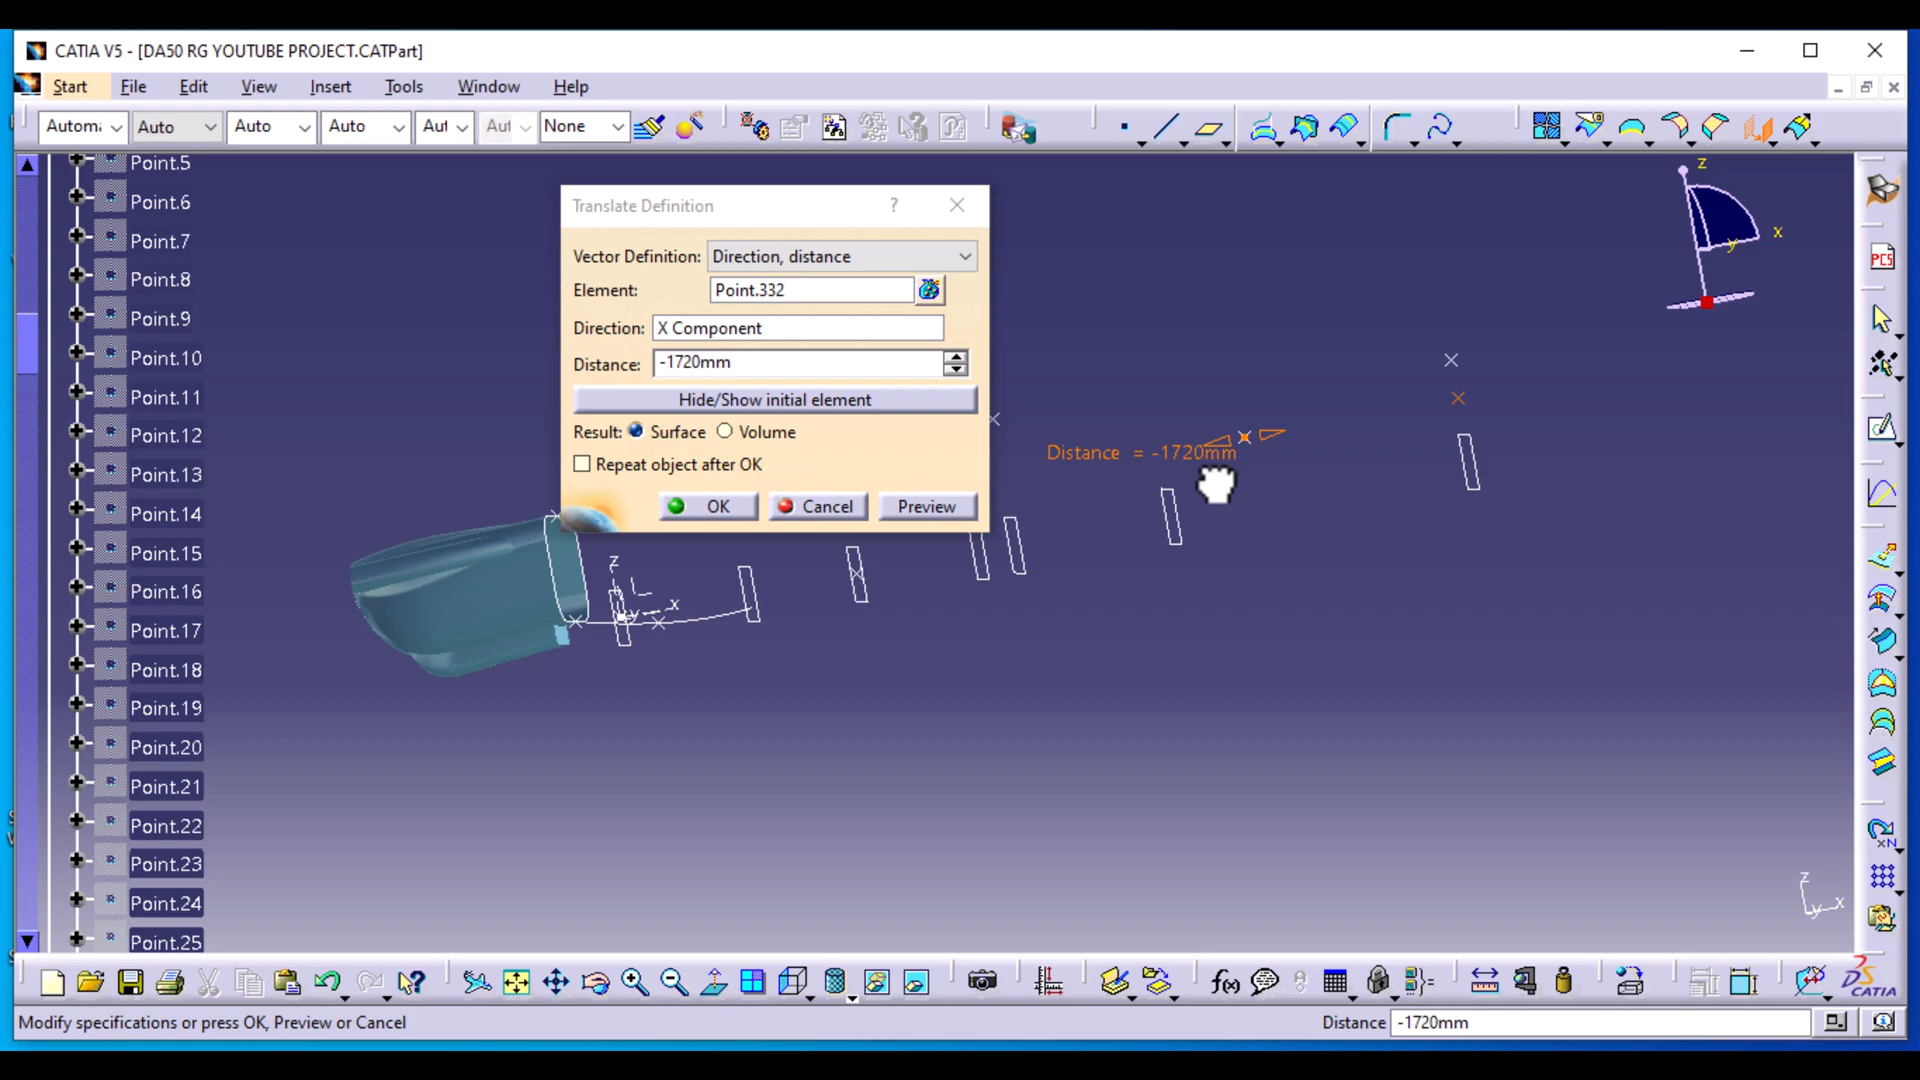 CATIA V5 - [DA50 RG YOUTUBE PROJECT.CATPart]
Start File Edit View Insert Tools Window Help
Automa Auto Auto Auto Aut Aut None
Point.5
Point.6
Point.7
Point.8
Point.9
Point.10
Point.11
Point.12
Point.13
Point.14
Point.15
Point.16
Point.17
Point.18
Point.19
Point.20
Point.21
Point.22
Point.23
Point.24
Point.25
Translate Definition ?
Vector Definition: Direction, distance
Element: Point.332
Direction: X Component
Distance: -1720mm
Hide/Show initial element
Result: Surface Volume
Repeat object after OK
OK Cancel Preview
Distance = -1720mm
z
x
y
z
x
y
z
x
y
PCS
xN
f(x)
CATIA
Modify specifications or press OK, Preview or Cancel
Distance -1720mm